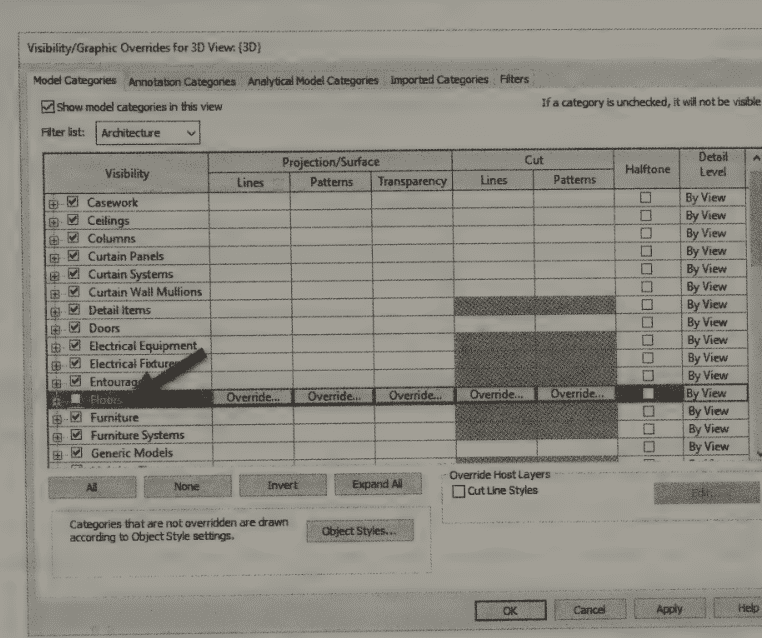 Visibility/Graphic Overrides for 3D View: {3D}
Model Categories Annotation Categories Analytical Model Categories Imported Categories Filters
Show model categories in this view
If a category is unchecked, it will not be visible
Filter list: Architecture
Visibility Projection/Surface Cut Halftone Detail Level
Lines Patterns Transparency Lines Patterns
Casework By View
Ceilings By View
Columns By View
Curtain Panels By View
Curtain Systems By View
Curtain Wall Mullions By View
Detail Items By View
Doors By View
Electrical Equipment By View
Electrical Fixtures By View
Entourage By View
Floors Override... Override... Override... Override... Override... By View
Furniture By View
Furniture Systems By View
Generic Models By View
All None Invert Expand All
Override Host Layers
Cut Line Styles Edit...
Categories that are not overridden are drawn
according to Object Style settings.
Object Styles...
OK Cancel Apply Help